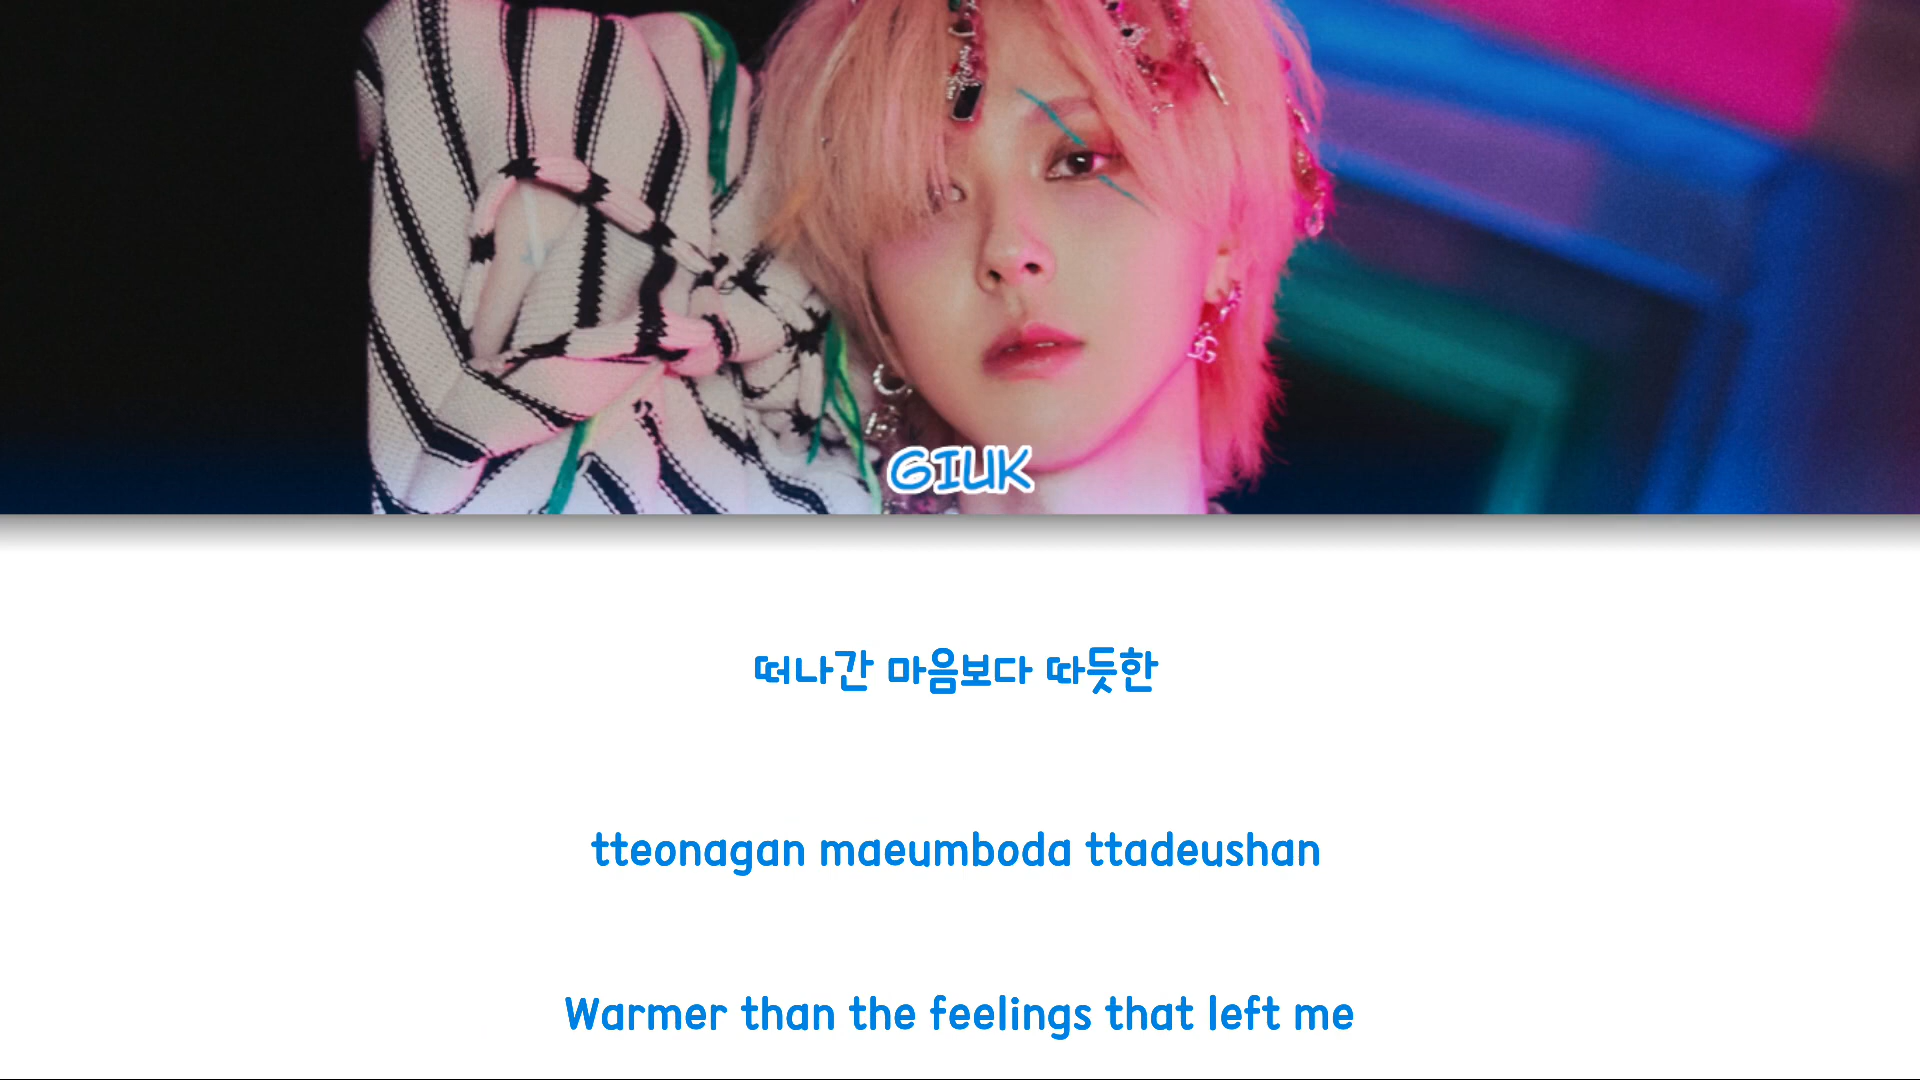 GIUK
떠나간 마음보다 따듯한
tteonagan maeumboda ttadeushan
Warmer than the feelings that left me